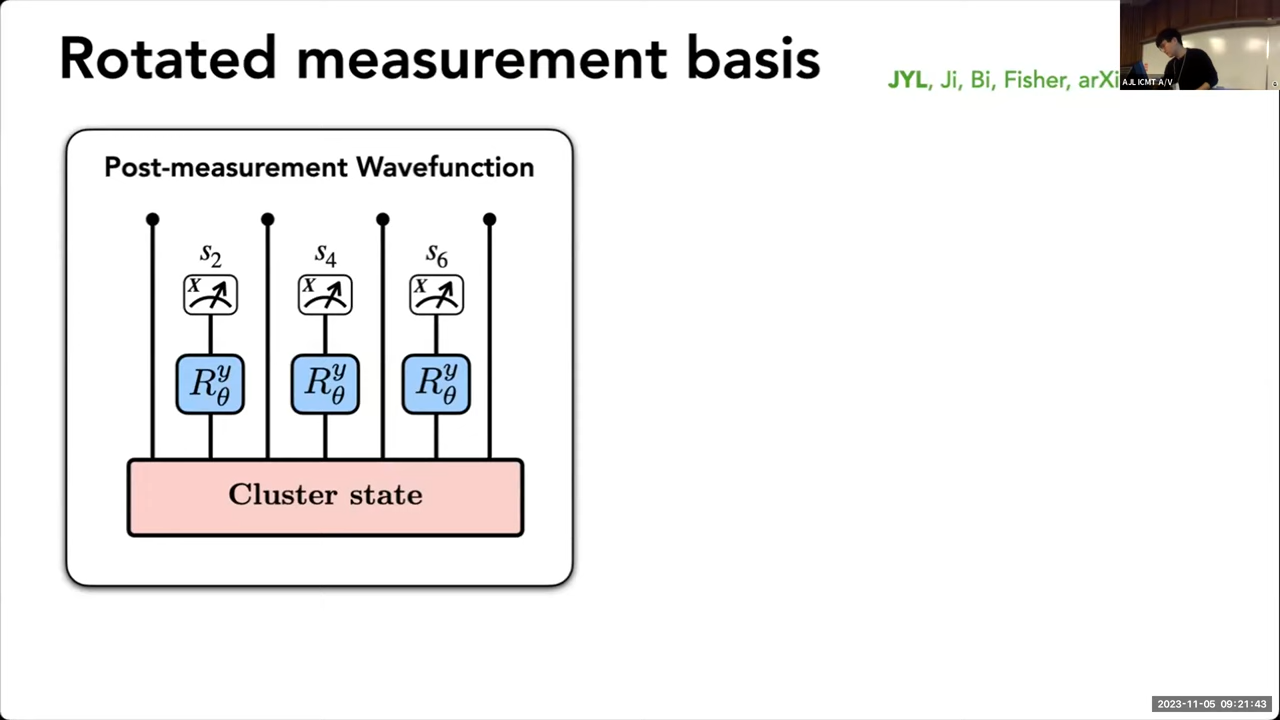 Rotated measurement basis
JYL, Ji, Bi, Fisher, arXi
AJL ICMT A/V
Post-measurement Wavefunction
s₂ s₄ s₆
X X X
R^y_θ R^y_θ R^y_θ
Cluster state
2023-11-05 09:21:43